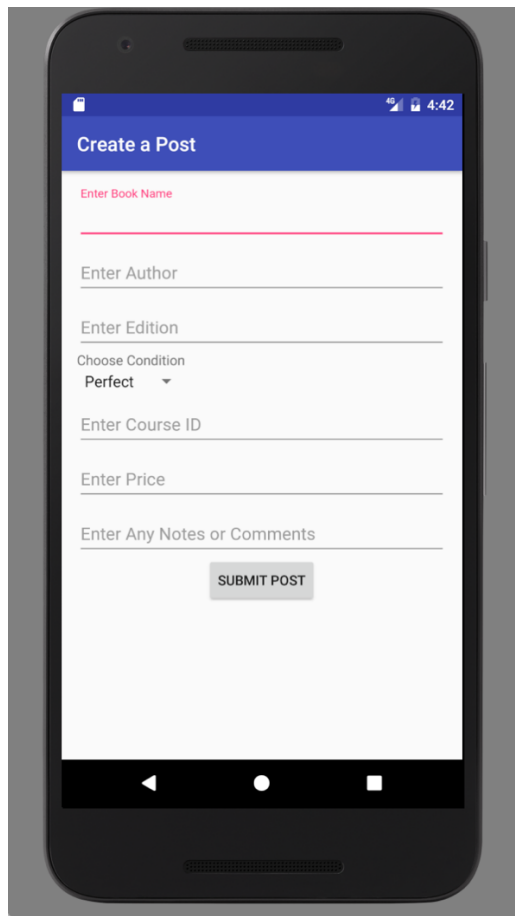 4G 4:42
Create a Post
Enter Book Name
Enter Author
Enter Edition
Choose Condition
Perfect
Enter Course ID
Enter Price
Enter Any Notes or Comments
SUBMIT POST